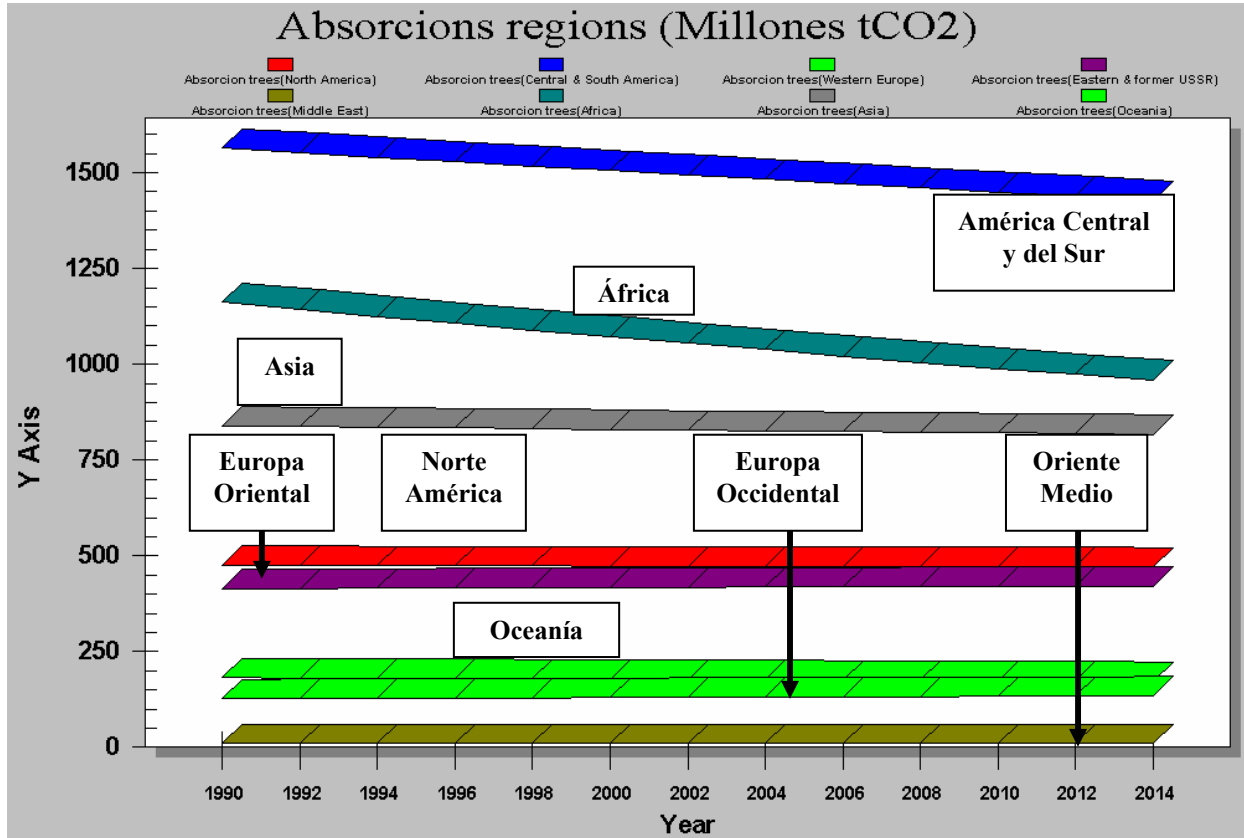 Absorcions regions (Millones tCO2)
Absorcion trees(North America)
Absorcion trees(Central & South America)
Absorcion trees(Western Europe)
Absorcion trees(Eastern & former USSR)
Absorcion trees(Middle East)
Absorcion trees(Africa)
Absorcion trees(Asia)
Absorcion trees(Oceania)
Y Axis
1500
1250
1000
750
500
250
0
América Central
y del Sur
África
Asia
Europa
Oriental
Norte
América
Europa
Occidental
Oriente
Medio
Oceanía
1990
1992
1994
1996
1998
2000
2002
2004
2006
2008
2010
2012
2014
Year